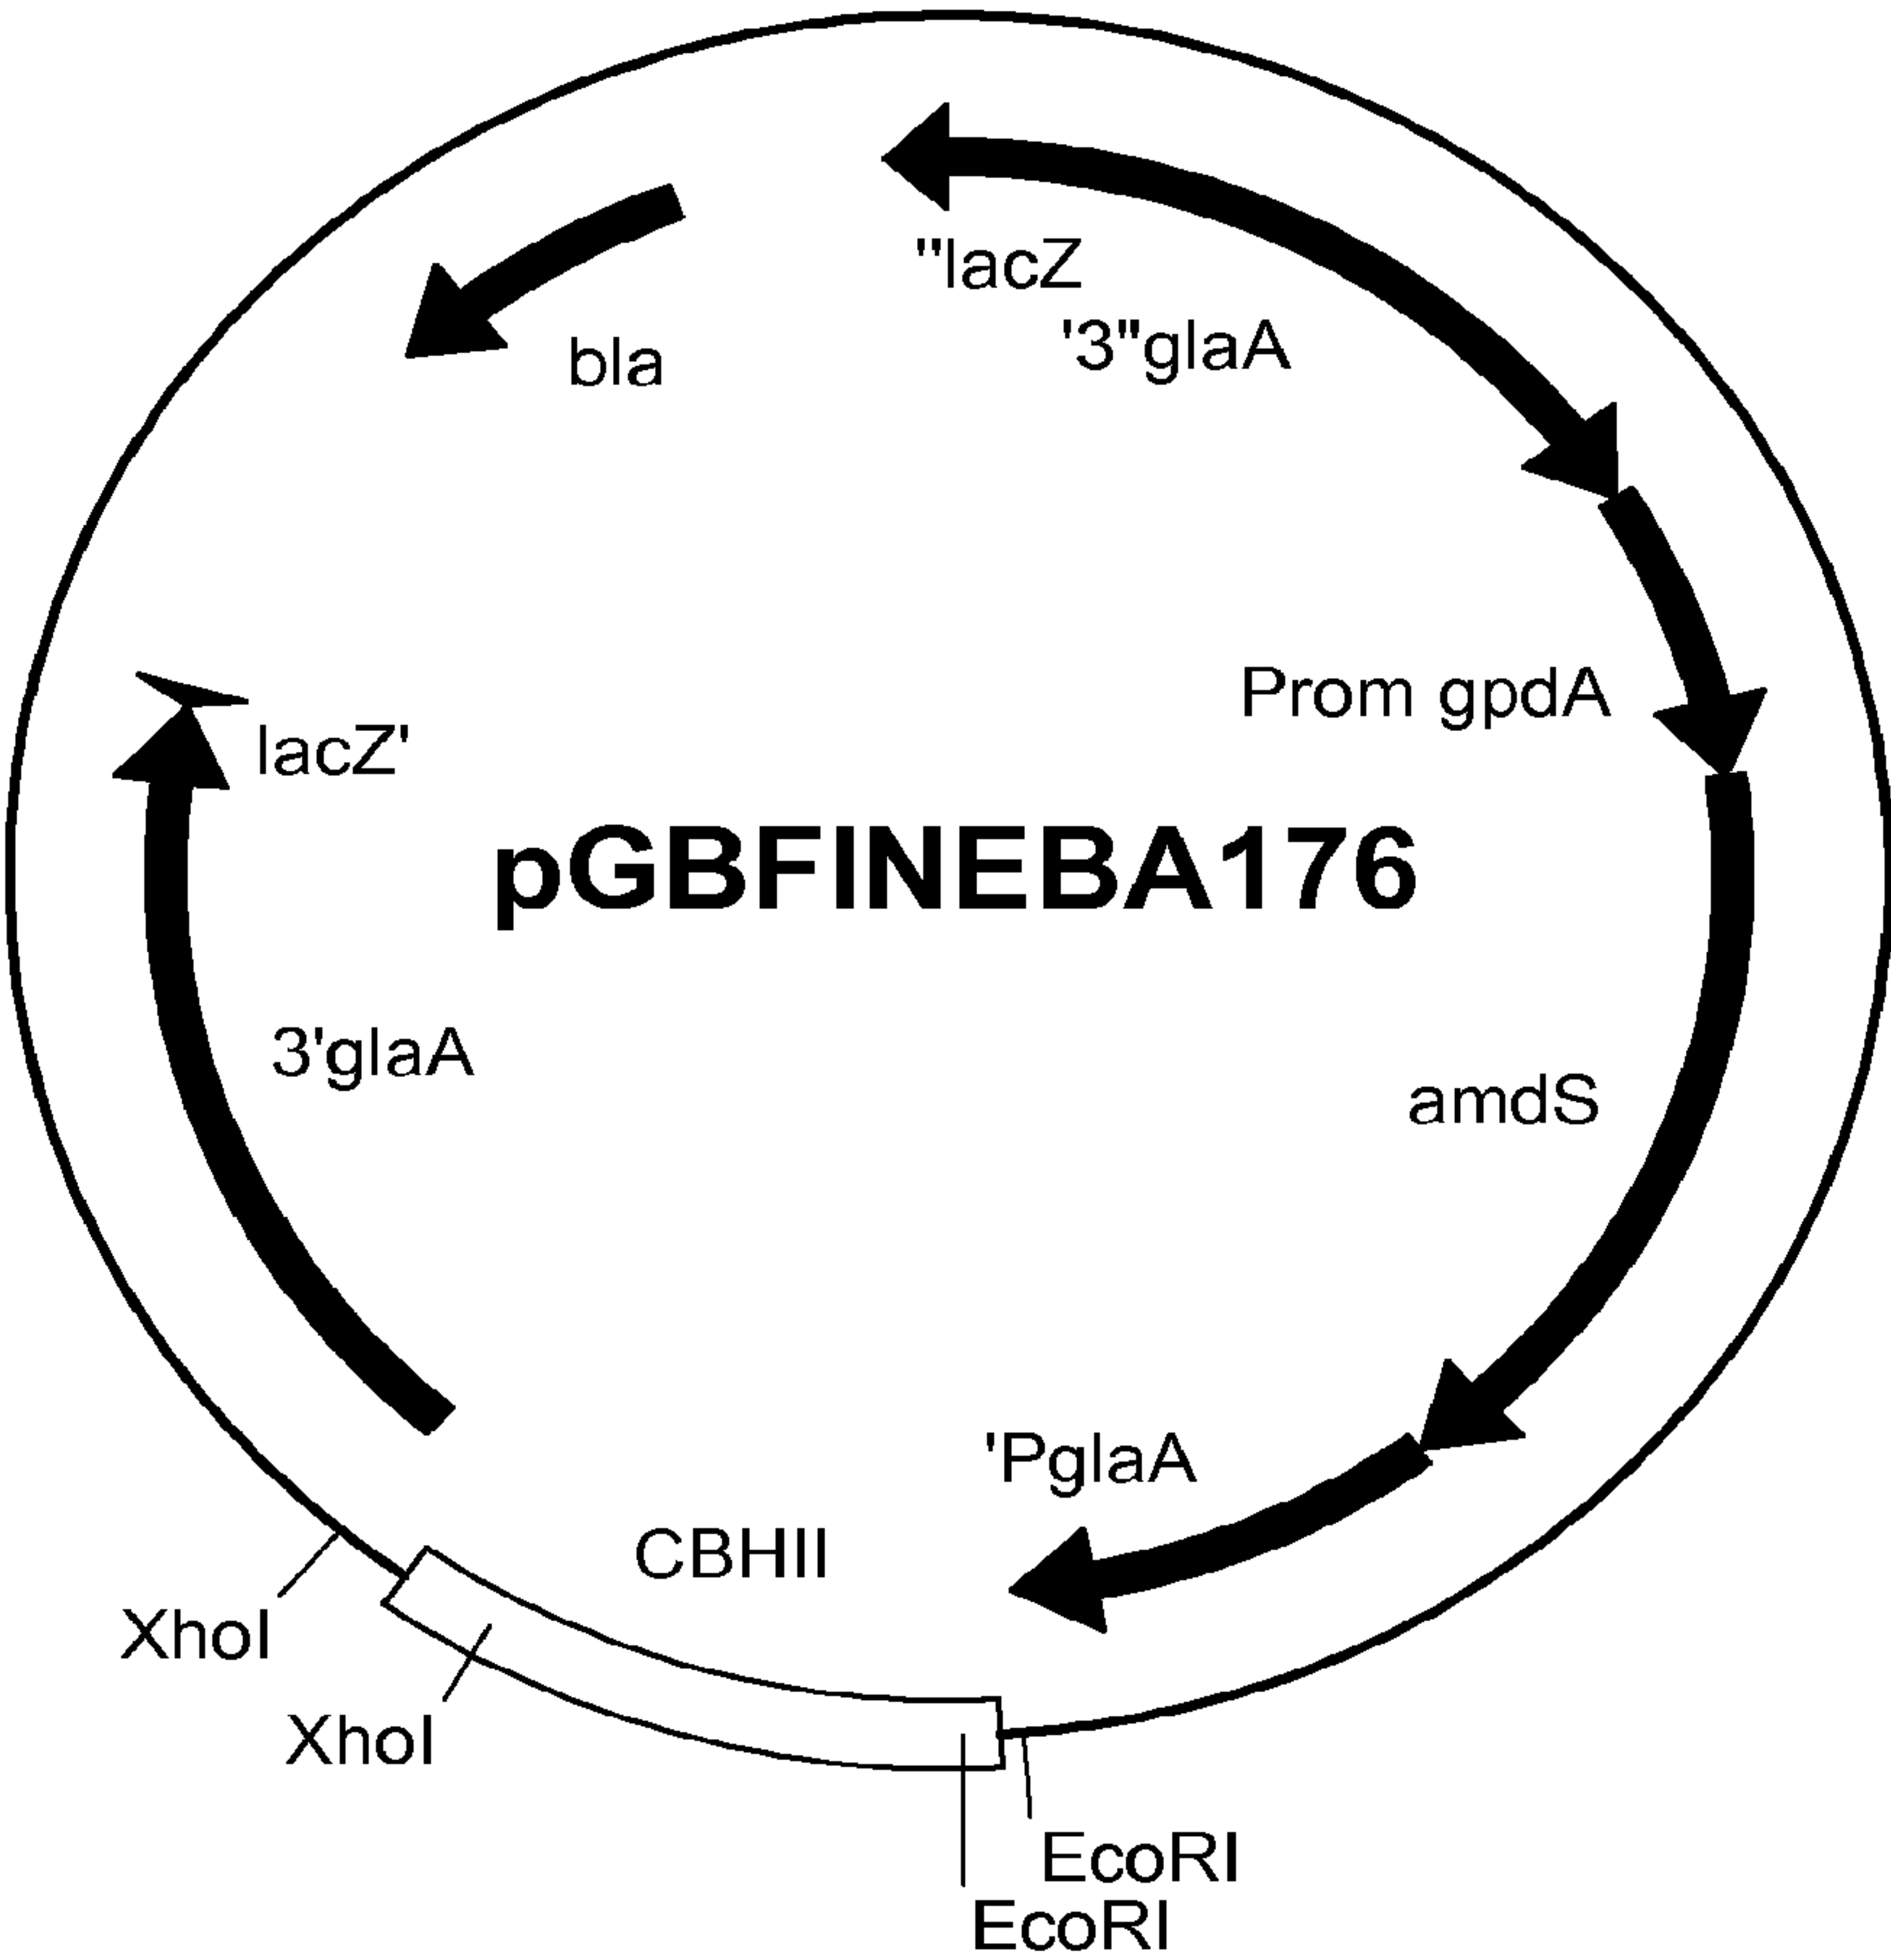 "lacZ
'3"glaA
bla
Prom gpdA
lacZ'
pGBFINEBA176
3'glaA
amdS
'PglaA
CBHII
XhoI
XhoI
EcoRI
EcoRI